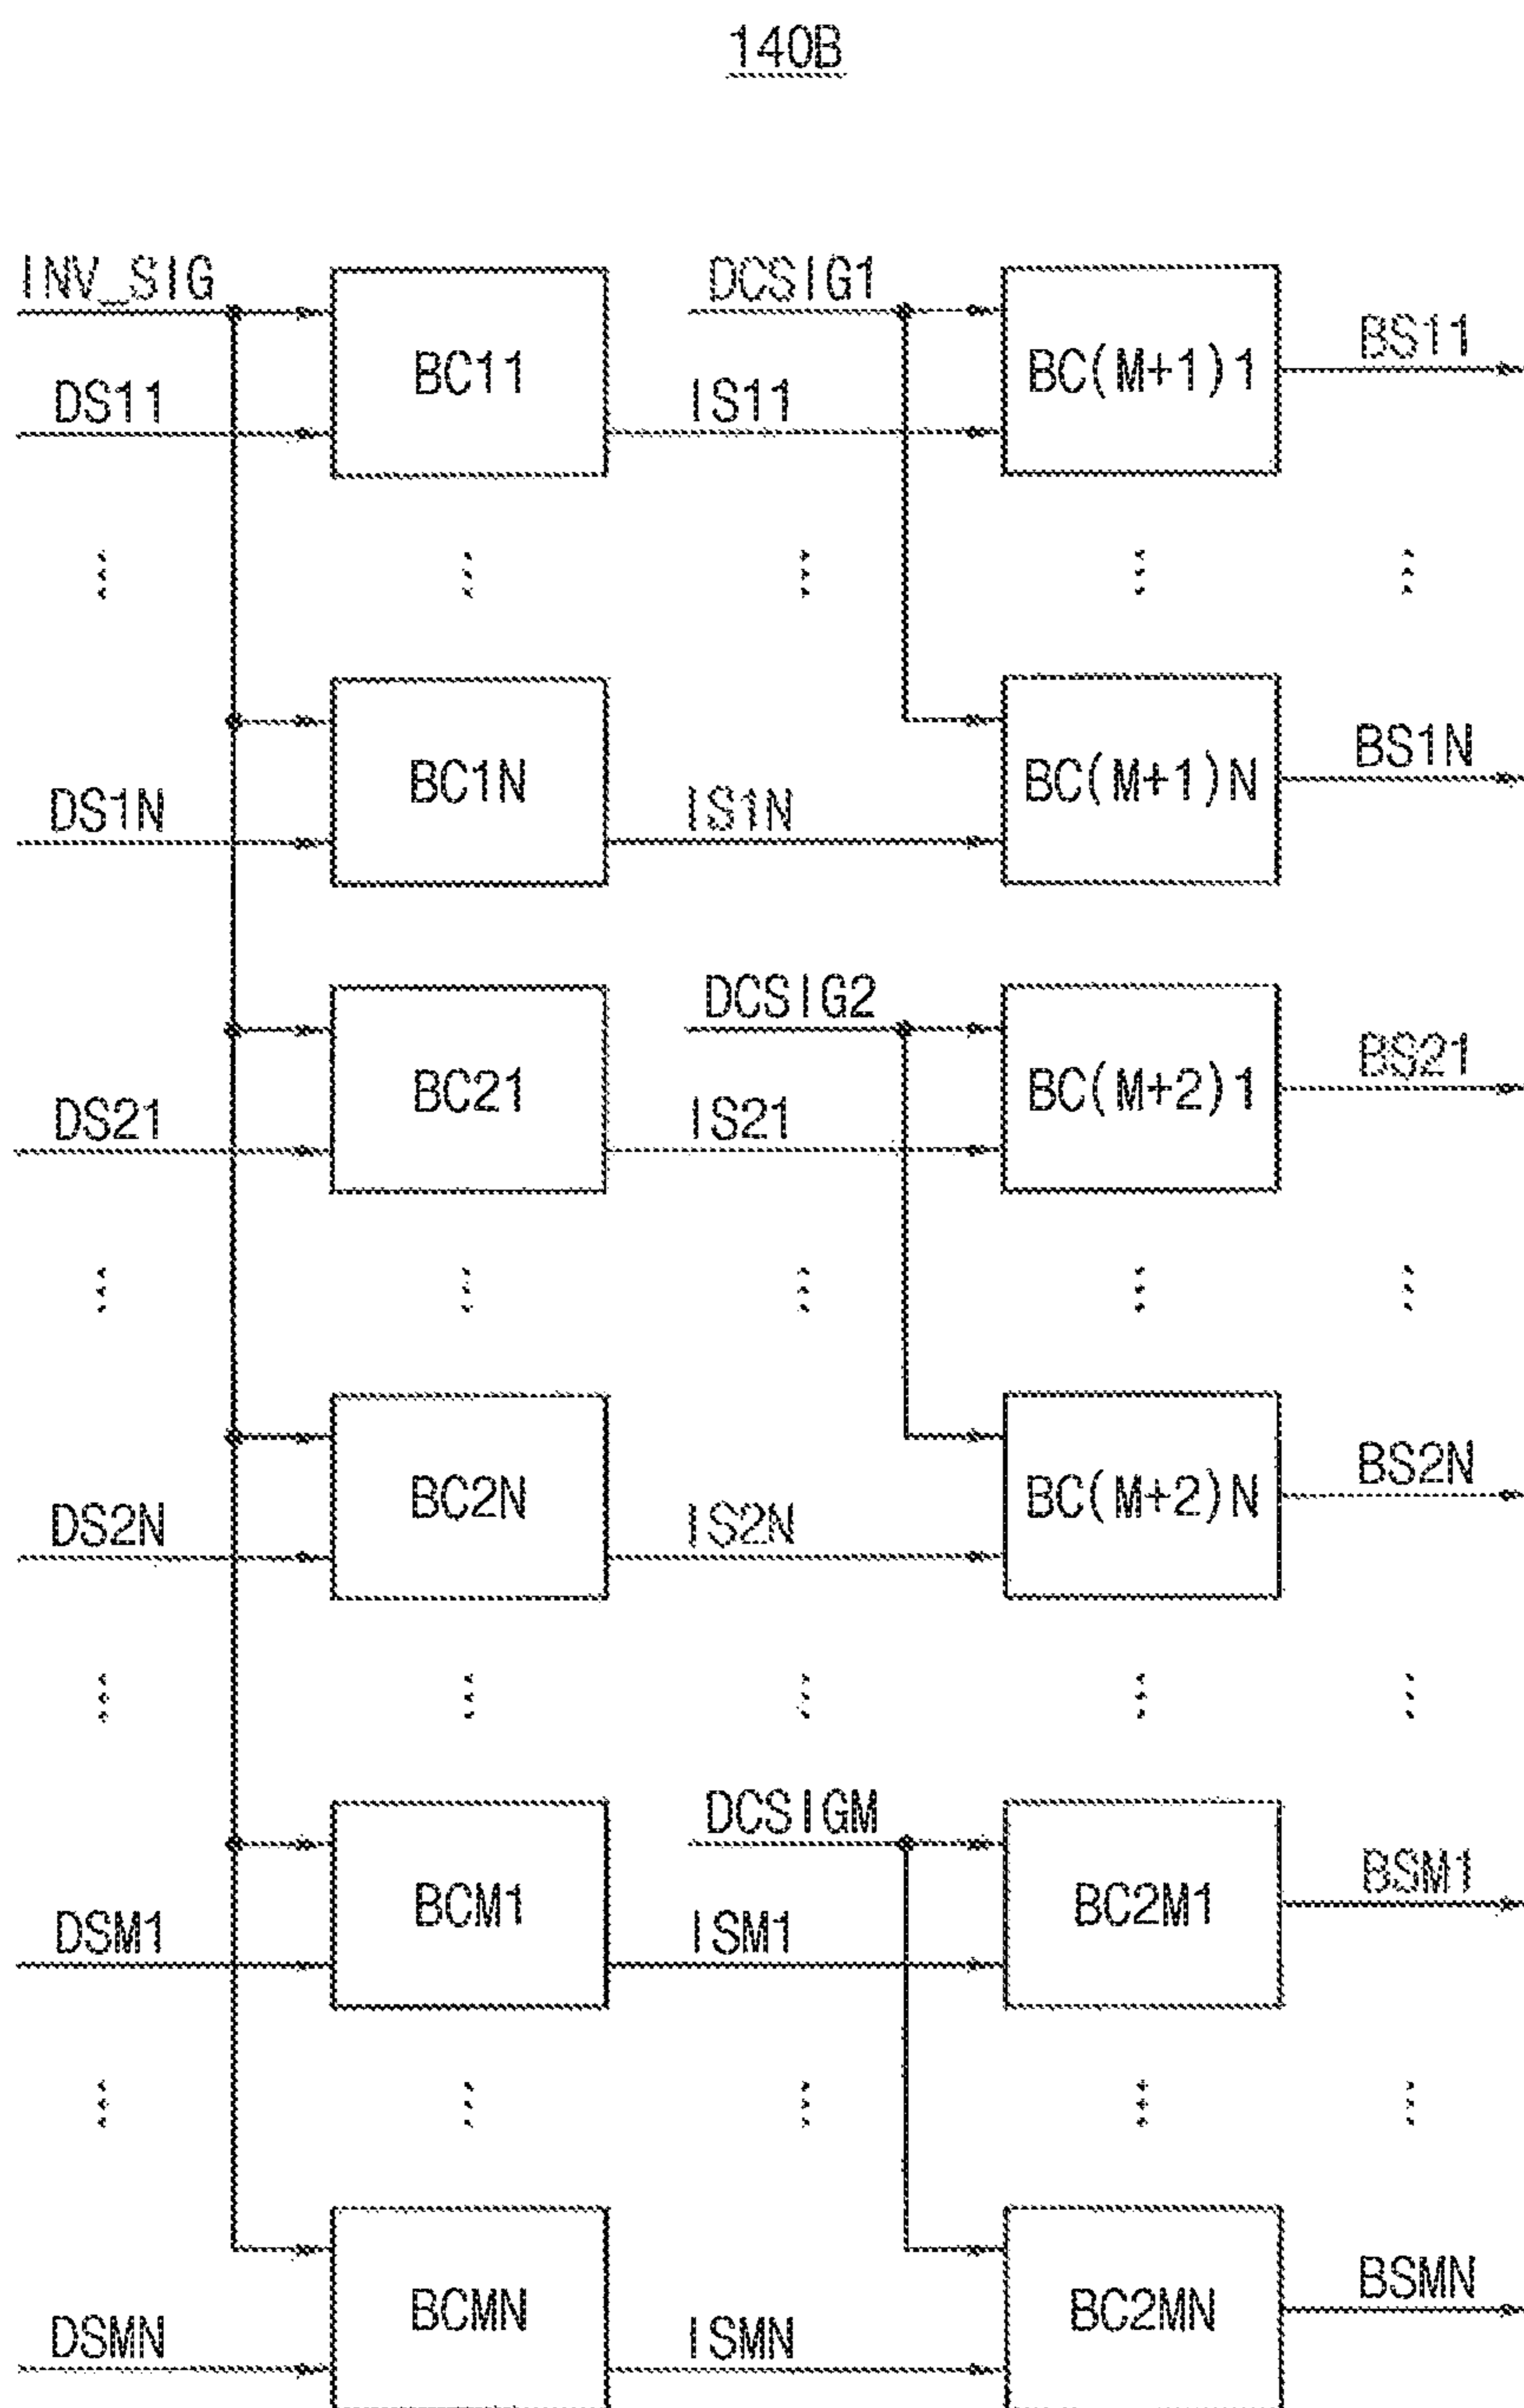 140B
INV_SIG
DCSIG1
BC11
BC(M+1)1
BS11
DS11
IS11
BC1N
BC(M+1)N
BS1N
DS1N
IS1N
DCSIG2
BC21
BC(M+2)1
BS21
DS21
IS21
BC2N
BC(M+2)N
BS2N
DS2N
IS2N
DCSIGM
BCM1
BC2M1
BSM1
DSM1
ISM1
BCMN
BC2MN
BSMN
DSMN
ISMN